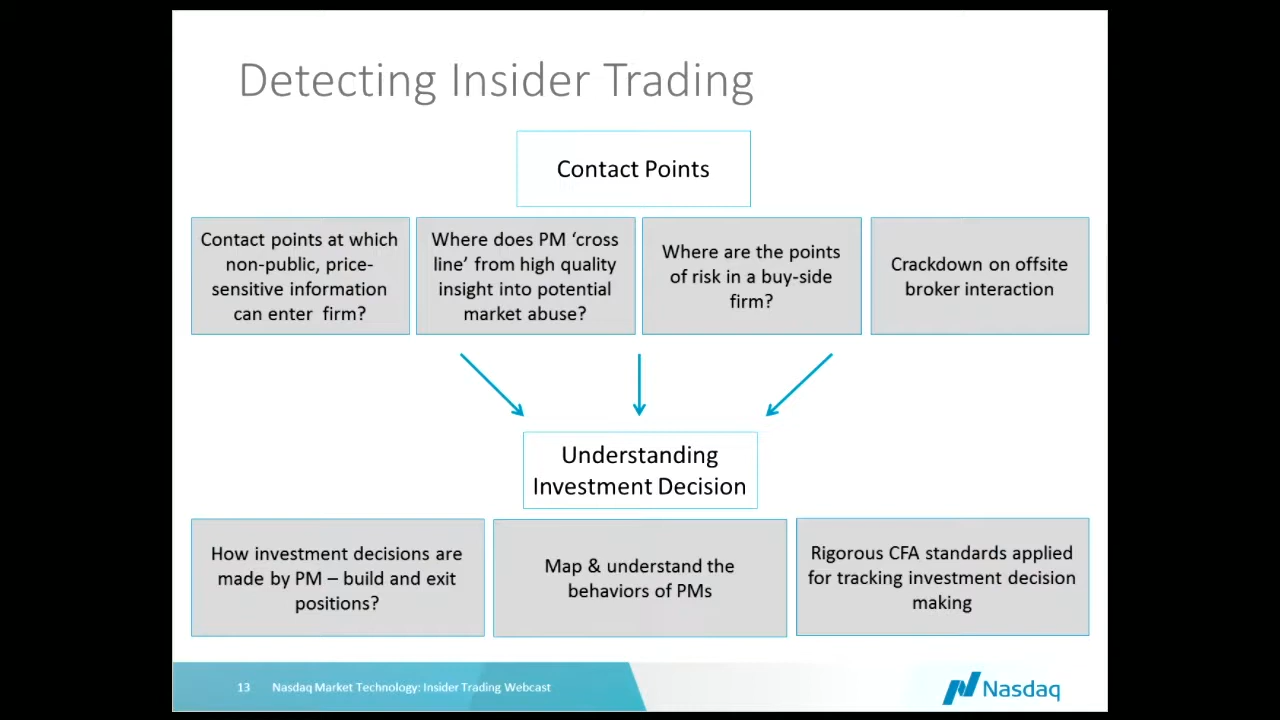 Detecting Insider Trading
Contact Points
Contact points at which
non-public, price-
sensitive information
can enter firm?
Where does PM ‘cross
line’ from high quality
insight into potential
market abuse?
Where are the points
of risk in a buy-side
firm?
Crackdown on offsite
broker interaction
Understanding
Investment Decision
How investment decisions are
made by PM – build and exit
positions?
Map & understand the
behaviors of PMs
Rigorous CFA standards applied
for tracking investment decision
making
13 Nasdaq Market Technology: Insider Trading Webcast
Nasdaq